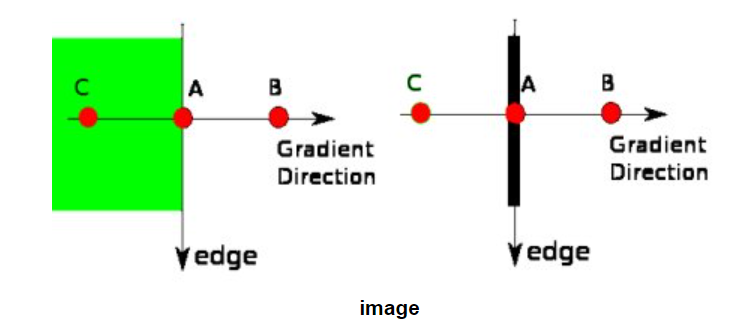 C
A
B
Gradient
Direction
edge
C
A
B
Gradient
Direction
edge
image